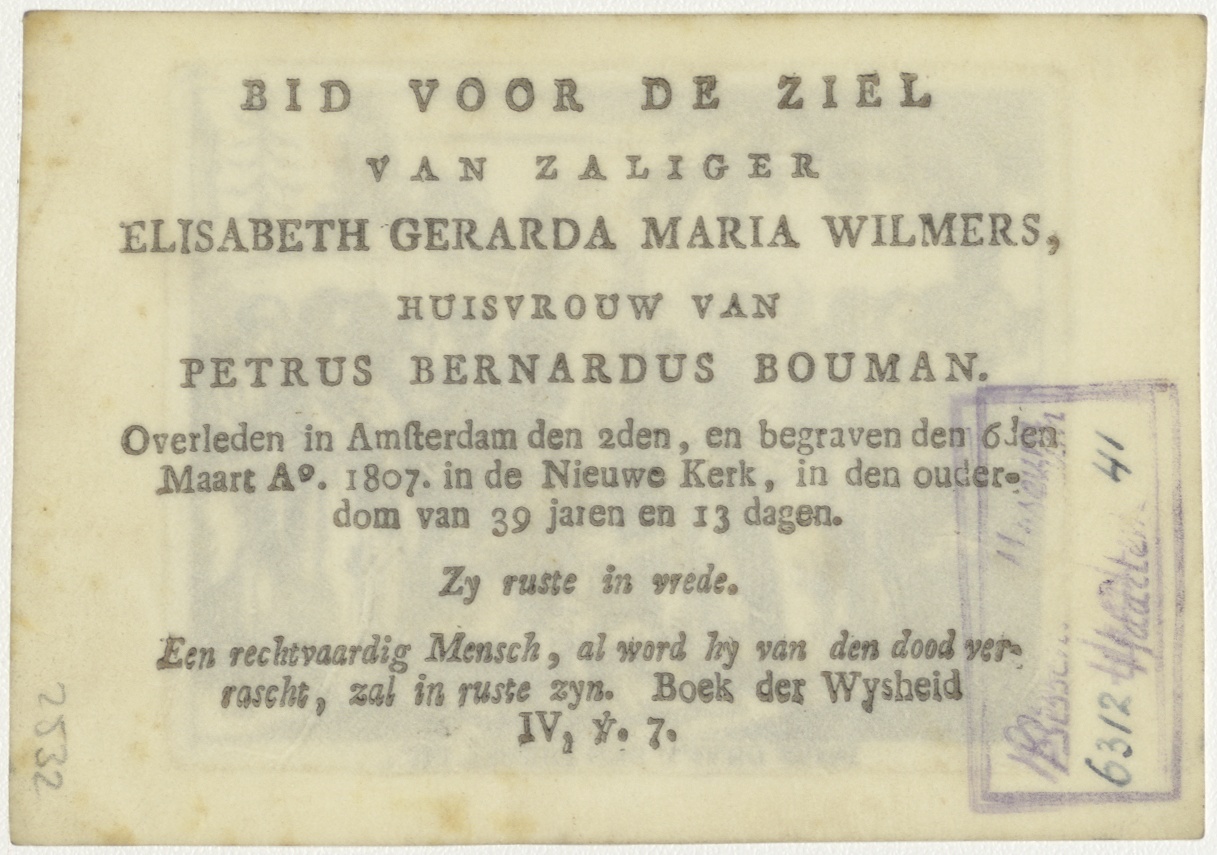 BID VOOR DE ZIEL
VAN ZALIGER
ELISABETH GERARDA MARIA WILMERS,
HUISVROUW VAN
PETRUS BERNARDUS BOUMAN.
Overleden in Amſterdam den 2den, en begraven den 6den
Maart Aº. 1807. in de Nieuwe Kerk, in den ouder-
dom van 39 jaren en 13 dagen.
Zy ruste in vrede.
Een rechtvaardig Mensch, al word hy van den dood ver-
rascht, zal in ruste zyn. Boek der Wysheid
IV, ℣. 7.
Museum
6312 41
2532